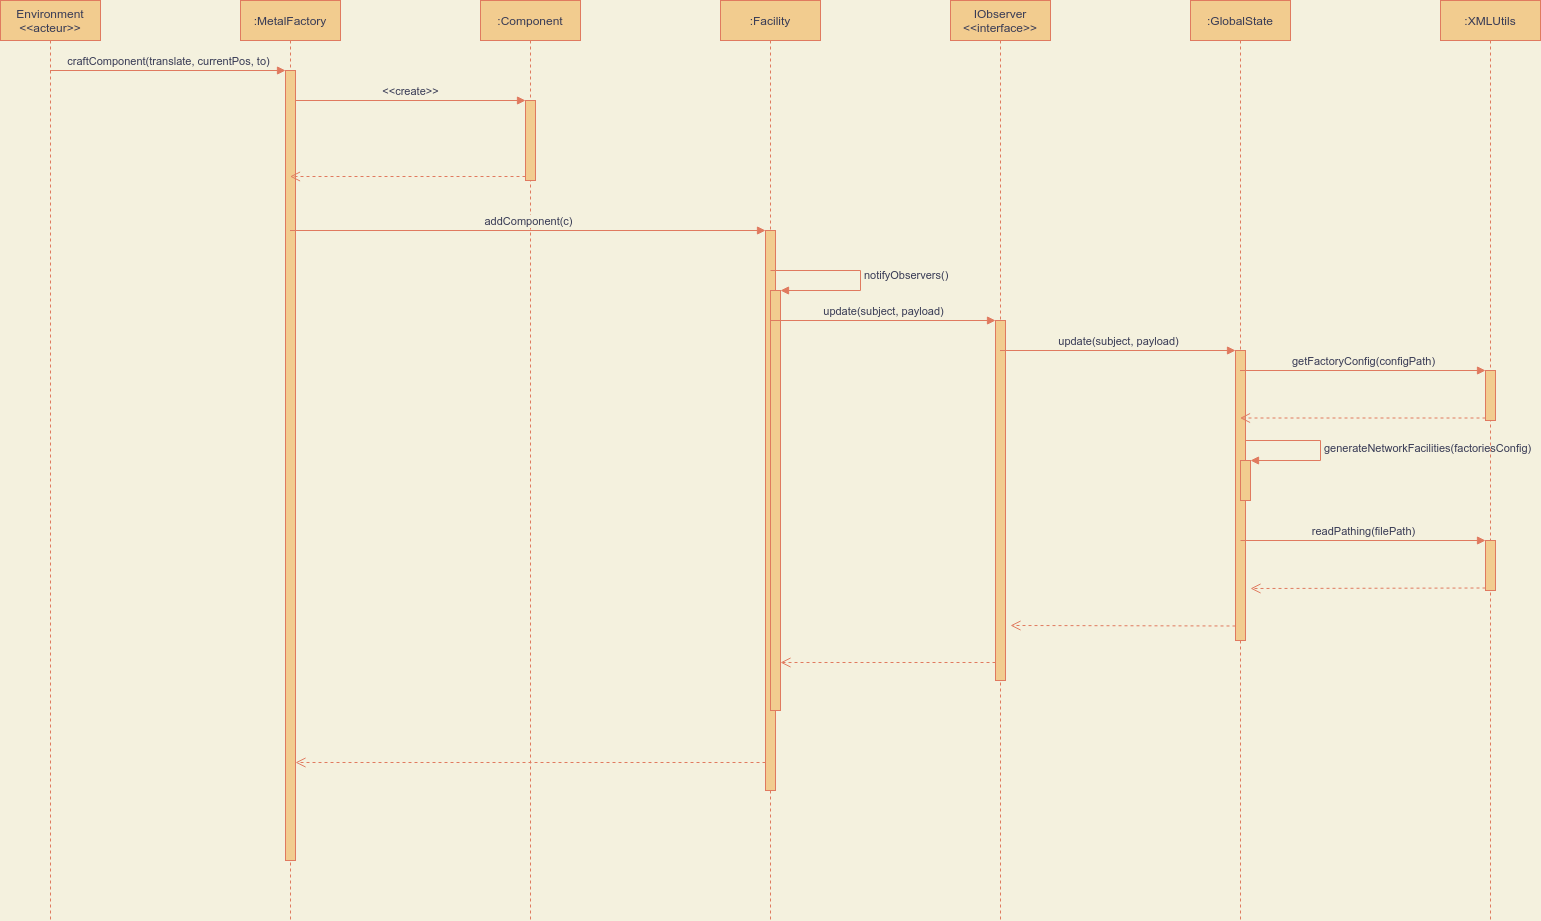 Environment
<<acteur>>
:MetalFactory
:Component
:Facility
IObserver
<<interface>>
:GlobalState
:XMLUtils
craftComponent(translate, currentPos, to)
<<create>>
addComponent(c)
notifyObservers()
update(subject, payload)
update(subject, payload)
getFactoryConfig(configPath)
generateNetworkFacilities(factoriesConfig)
readPathing(filePath)